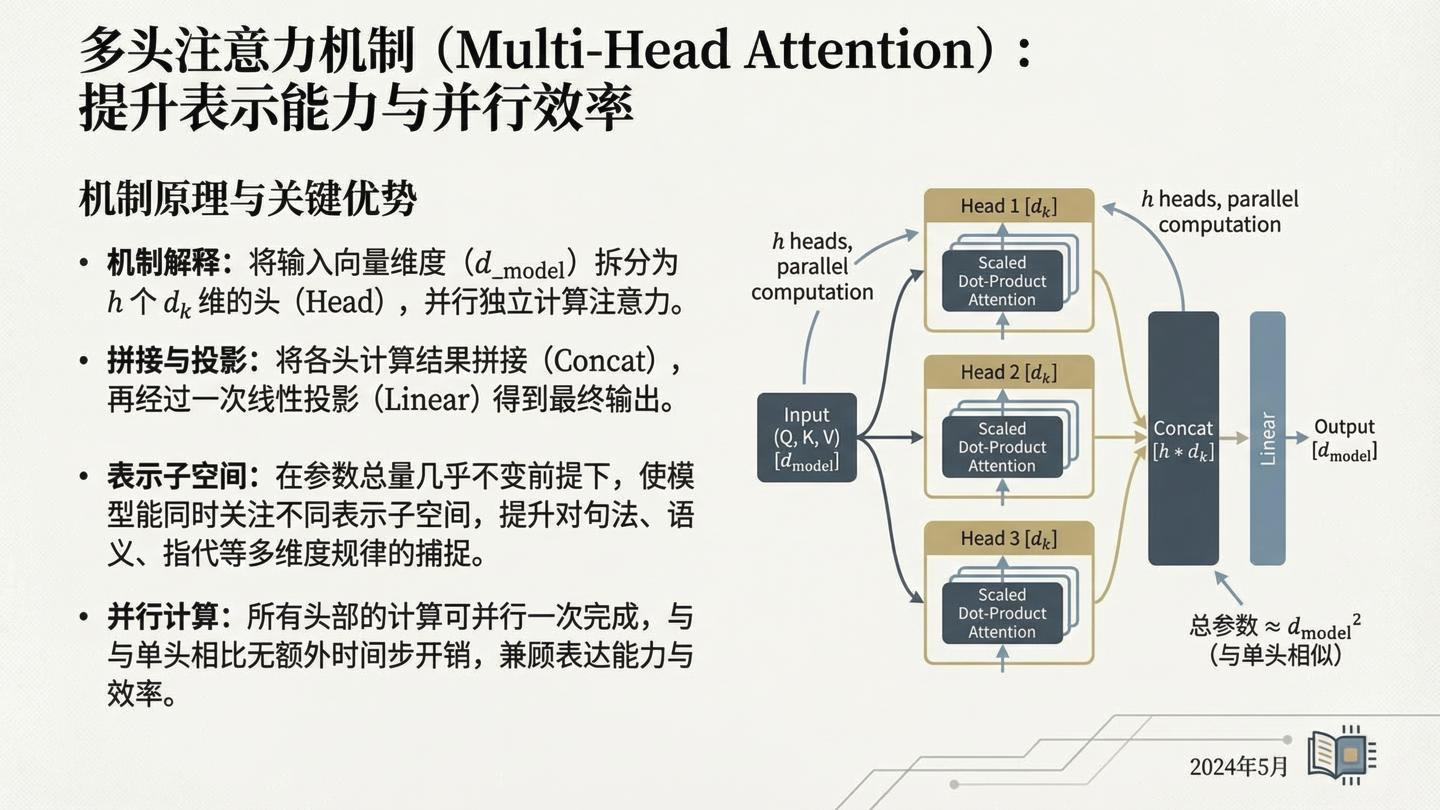 多头注意力机制（Multi-Head Attention）：
提升表示能力与并行效率
机制原理与关键优势
• 机制解释：将输入向量维度（d_model）拆分为
h 个 dₖ 维的头（Head），并行独立计算注意力。
• 拼接与投影：将各头计算结果拼接（Concat），
再经过一次线性投影（Linear）得到最终输出。
• 表示子空间：在参数总量几乎不变前提下，使模
型能同时关注不同表示子空间，提升对句法、语
义、指代等多维度规律的捕捉。
• 并行计算：所有头部的计算可并行一次完成，与
与单头相比无额外时间步开销，兼顾表达能力与
效率。
h heads,
parallel
computation
Input
(Q, K, V)
[d_model]
Head 1 [dₖ]
Scaled
Dot-Product
Attention
Head 2 [dₖ]
Scaled
Dot-Product
Attention
Head 3 [dₖ]
Scaled
Dot-Product
Attention
h heads, parallel
computation
Concat
[h * dₖ]
Linear
Output
[d_model]
总参数 ≈ d_model²
（与单头相似）
2024年5月